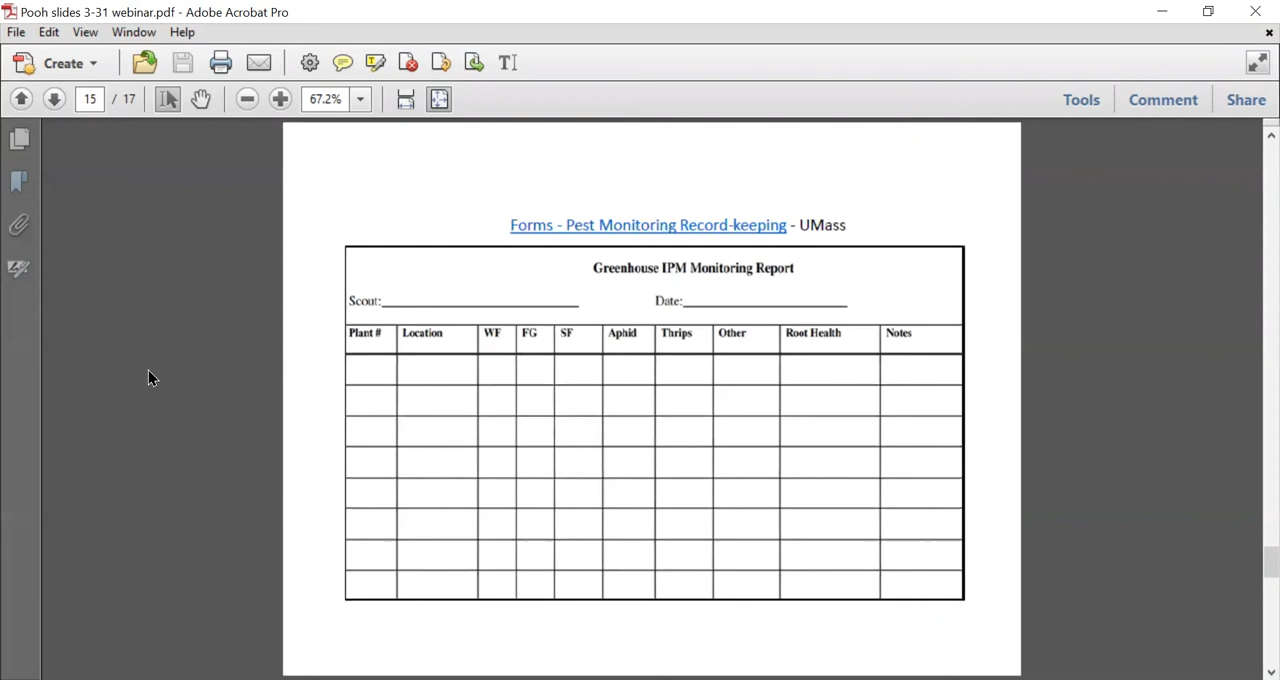 Pooh slides 3-31 webinar.pdf - Adobe Acrobat Pro
File Edit View Window Help
Create
15 / 17 67.2% Tools Comment Share
Forms - Pest Monitoring Record-keeping - UMass
Greenhouse IPM Monitoring Report
Scout: Date:
Plant # Location WF FG SF Aphid Thrips Other Root Health Notes